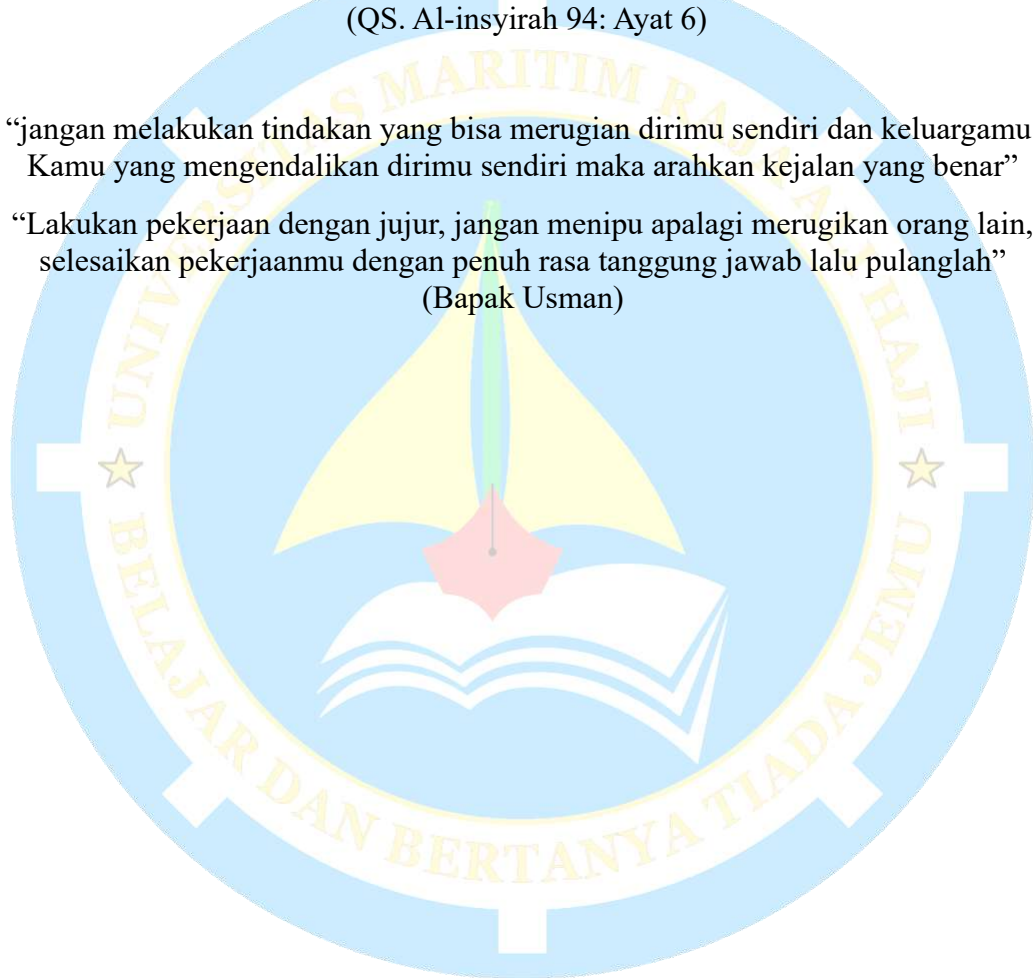 (QS. Al-insyirah 94: Ayat 6)
“jangan melakukan tindakan yang bisa merugian dirimu sendiri dan keluargamu
Kamu yang mengendalikan dirimu sendiri maka arahkan kejalan yang benar”
“Lakukan pekerjaan dengan jujur, jangan menipu apalagi merugikan orang lain,
selesaikan pekerjaanmu dengan penuh rasa tanggung jawab lalu pulanglah”
(Bapak Usman)
UNIVERSITAS MARITIM RAJA ALI HAJI
BELAJAR DAN BERTANYA TIADA JEMU